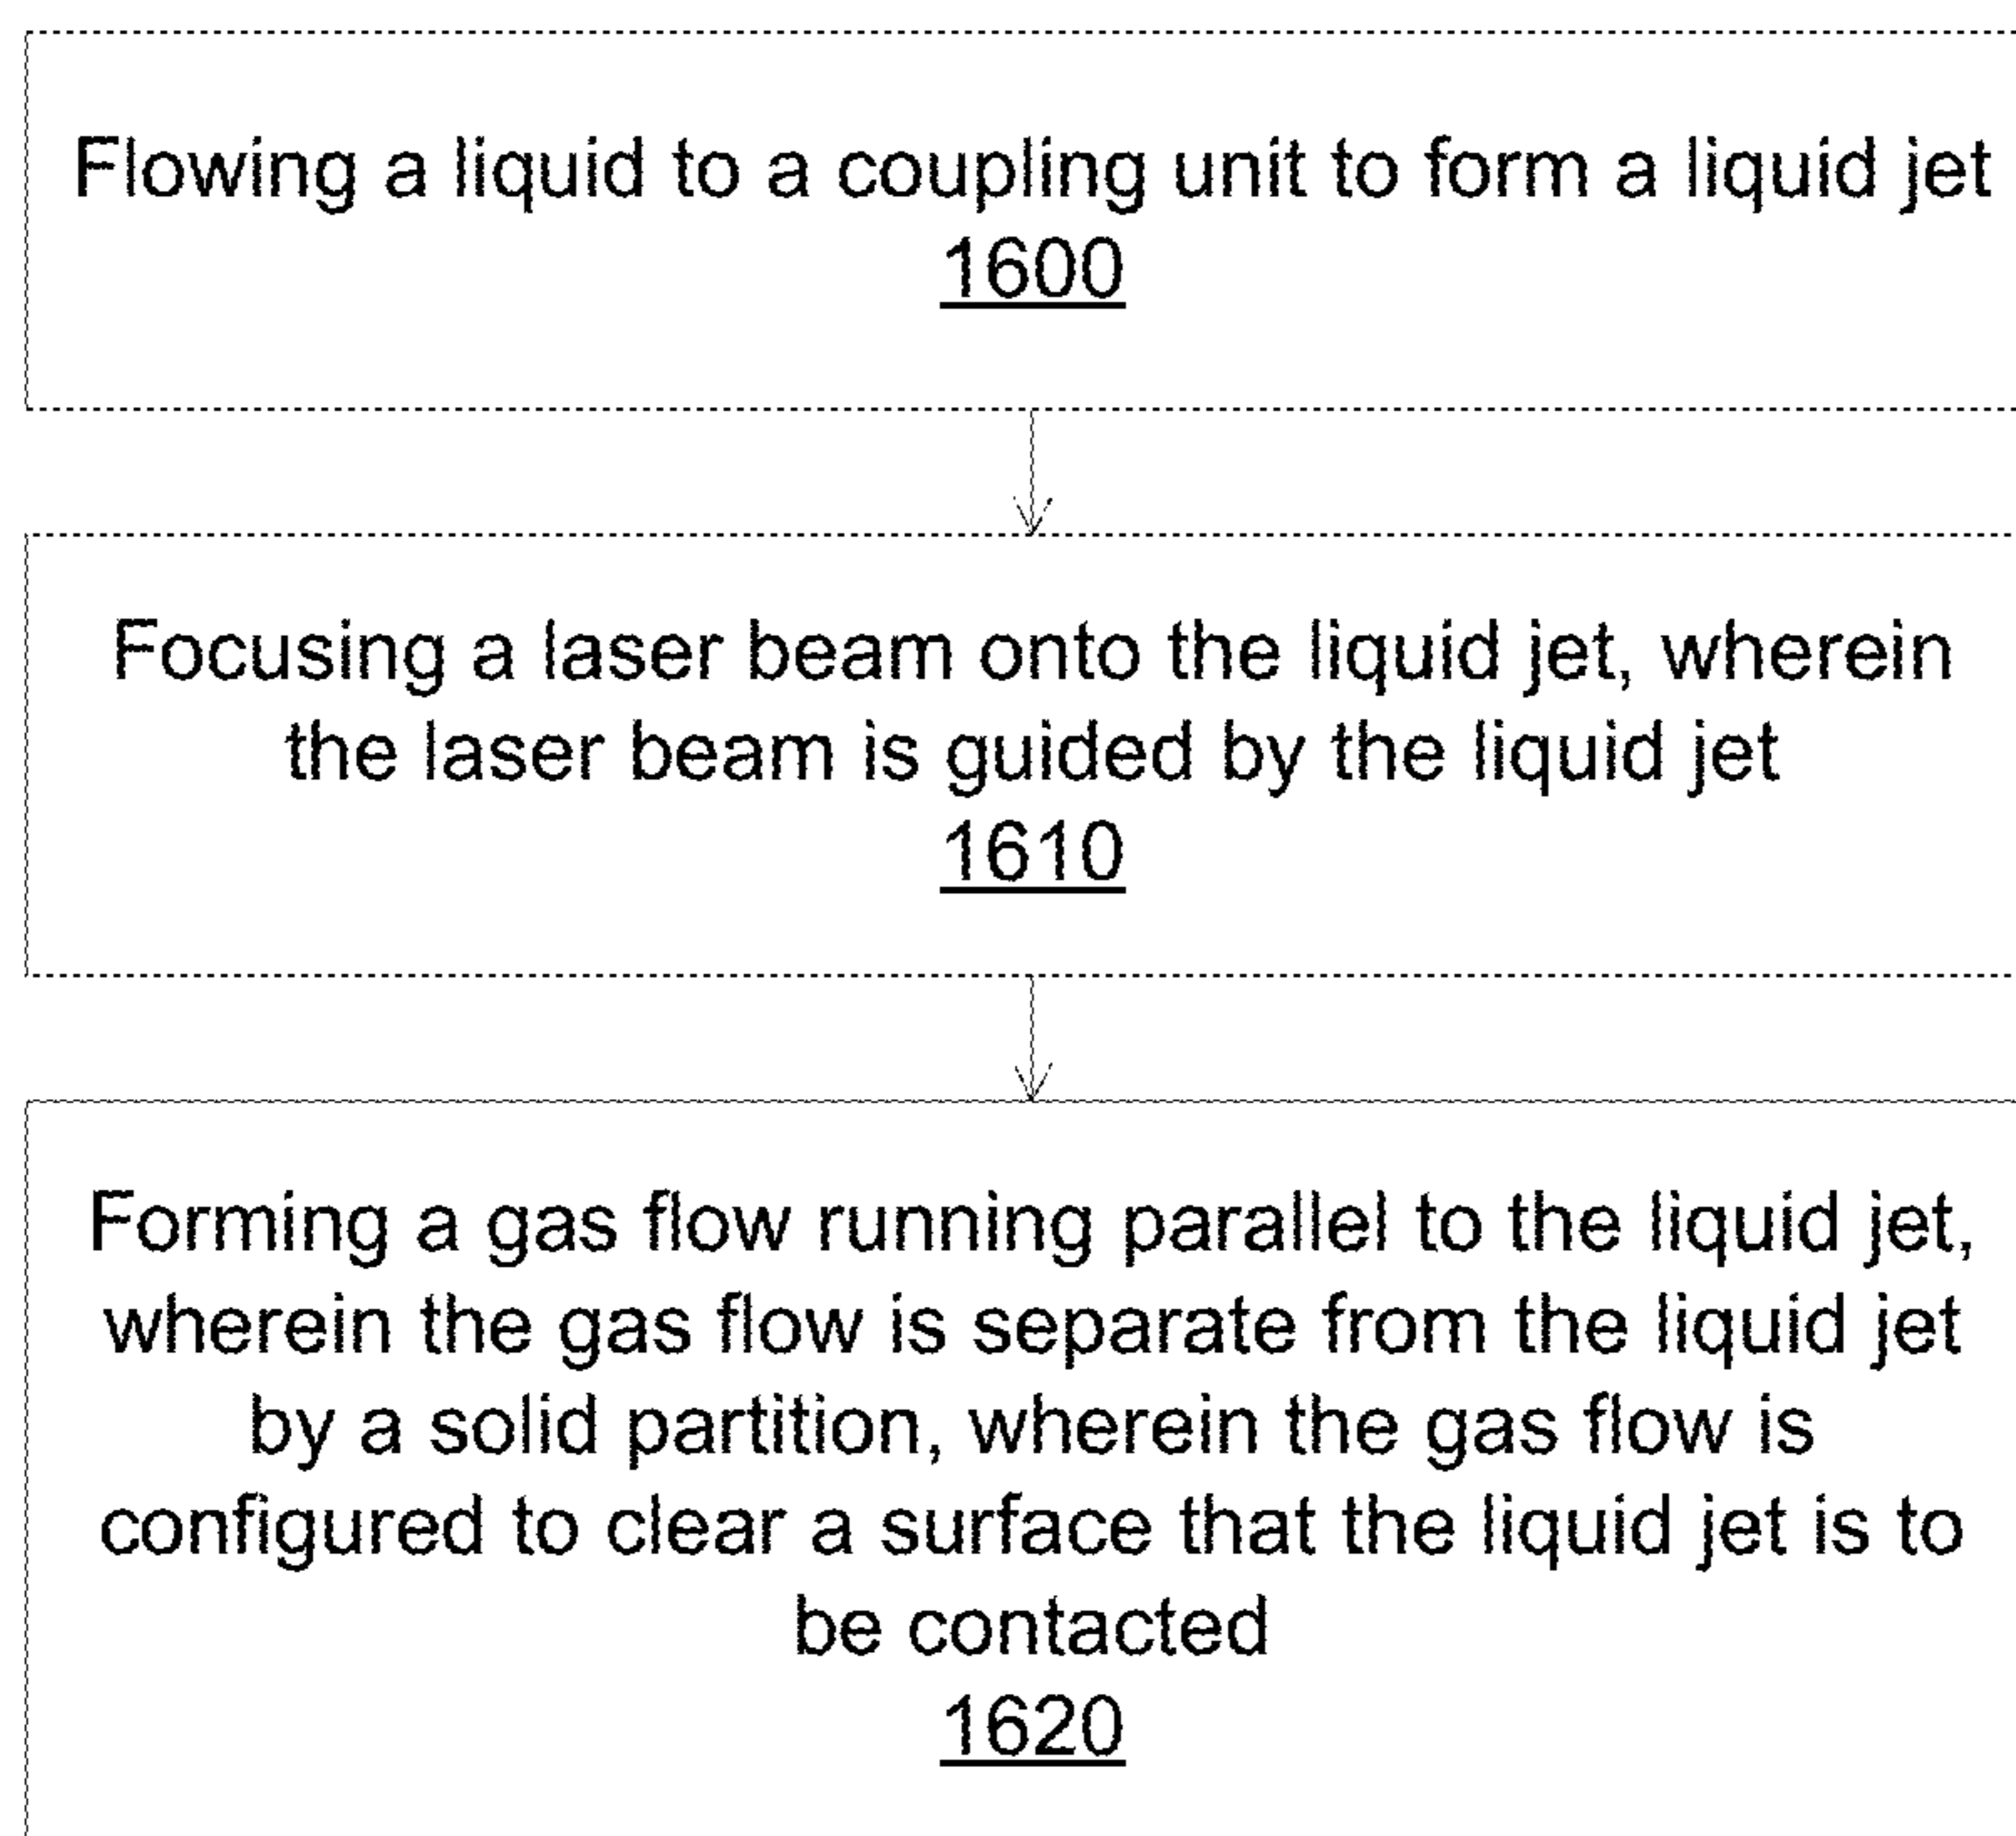 Flowing a liquid to a coupling unit to form a liquid jet
1600
Focusing a laser beam onto the liquid jet, wherein
the laser beam is guided by the liquid jet
1610
Forming a gas flow running parallel to the liquid jet,
wherein the gas flow is separate from the liquid jet
by a solid partition, wherein the gas flow is
configured to clear a surface that the liquid jet is to
be contacted
1620